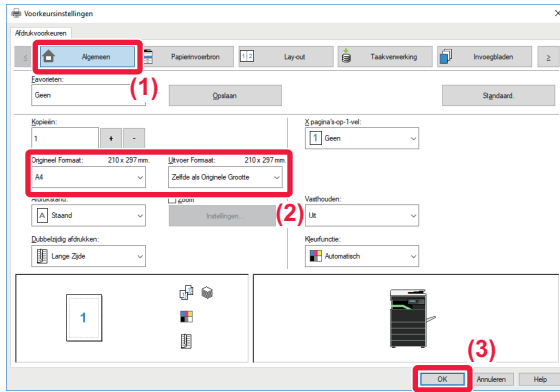 Voorkeursinstellingen
Afdrukvoorkeuren
Algemeen Papierinvoerbron Lay-out Taakverwerking Invoegbladen
(1)
Favorieten:
Geen Opslaan Standaard.
Kopieën: X pagina's-op-1-vel:
1 + - 1 Geen
Origineel Formaat: 210 x 297 mm. Uitvoer Formaat: 210 x 297 mm.
A4 Zelfde als Originele Grootte
(2)
Afdrukstand: Zoom Vasthouden:
A Staand Instellingen... Uit
Dubbelzijdig afdrukken: Kleurfunctie:
Lange Zijde Automatisch
1
(3)
OK Annuleren Help